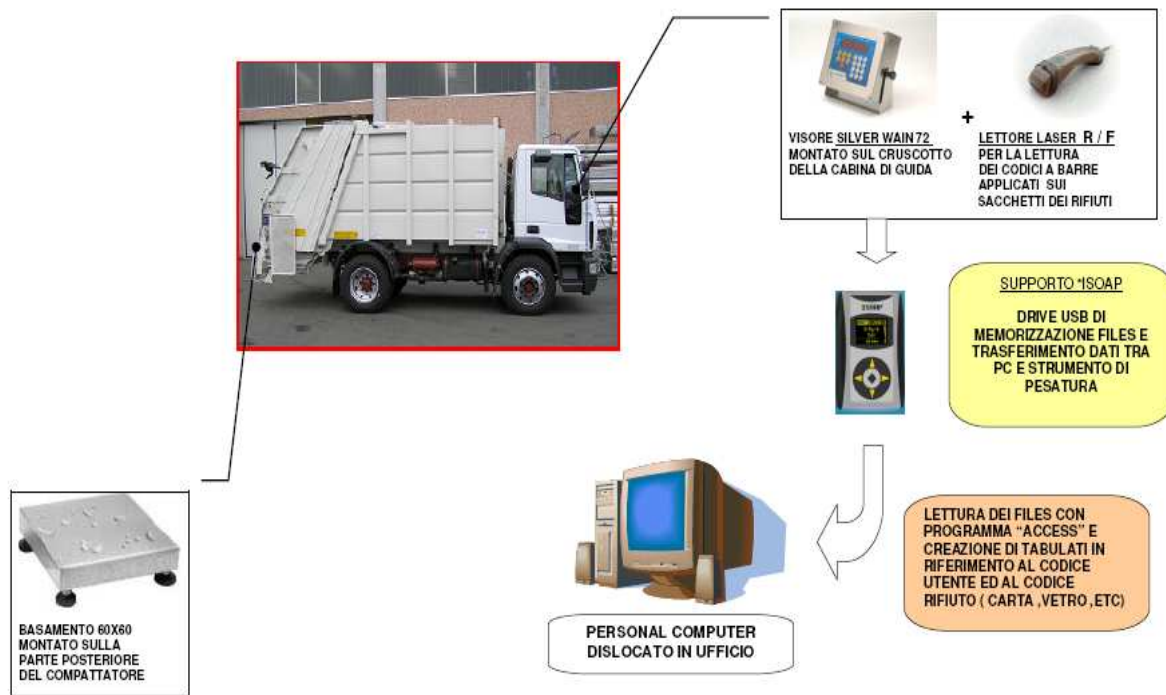 VISORE SILVER WAIN 72
MONTATO SUL CRUSCOTTO
DELLA CABINA DI GUIDA
+
LETTORE LASER R / F
PER LA LETTURA
DEI CODICI A BARRE
APPLICATI SUI
SACCHETTI DEI RIFIUTI
SUPPORTO "ISOAP
DRIVE USB DI
MEMORIZZAZIONE FILES E
TRASFERIMENTO DATI TRA
PC E STRUMENTO DI
PESATURA
LETTURA DEI FILES CON
PROGRAMMA “ACCESS” E
CREAZIONE DI TABULATI IN
RIFERIMENTO AL CODICE
UTENTE ED AL CODICE
RIFIUTO ( CARTA ,VETRO ,ETC)
PERSONAL COMPUTER
DISLOCATO IN UFFICIO
BASAMENTO 60X60
MONTATO SULLA
PARTE POSTERIORE
DEL COMPATTATORE